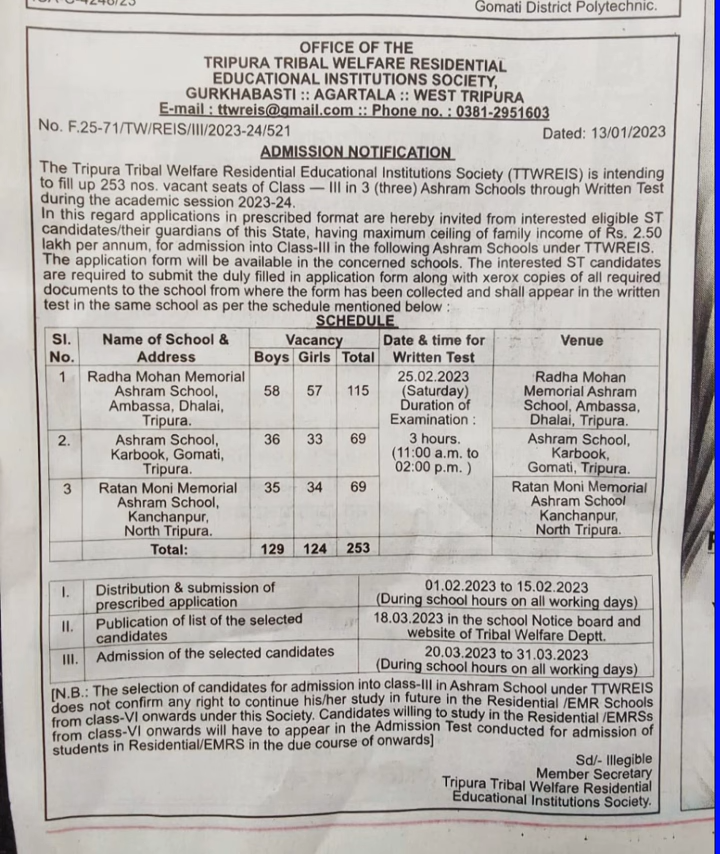 Gomati District Polytechnic.
OFFICE OF THE
TRIPURA TRIBAL WELFARE RESIDENTIAL
EDUCATIONAL INSTITUTIONS SOCIETY,
GURKHABASTI :: AGARTALA :: WEST TRIPURA
E-mail : ttwreis@gmail.com :: Phone no. : 0381-2951603
No. F.25-71/TW/REIS/III/2023-24/521 Dated: 13/01/2023
ADMISSION NOTIFICATION
The Tripura Tribal Welfare Residential Educational Institutions Society (TTWREIS) is intending
to fill up 253 nos. vacant seats of Class — III in 3 (three) Ashram Schools through Written Test
during the academic session 2023-24.
In this regard applications in prescribed format are hereby invited from interested eligible ST
candidates/their guardians of this State, having maximum ceiling of family income of Rs. 2.50
lakh per annum, for admission into Class-III in the following Ashram Schools under TTWREIS.
The application form will be available in the concerned schools. The interested ST candidates
are required to submit the duly filled in application form along with xerox copies of all required
documents to the school from where the form has been collected and shall appear in the written
test in the same school as per the schedule mentioned below :
SCHEDULE
Sl. No. Name of School & Address Vacancy Boys Girls Total Date & time for Written Test Venue
1 Radha Mohan Memorial Ashram School, Ambassa, Dhalai, Tripura. 58 57 115 25.02.2023 (Saturday) Duration of Examination : Radha Mohan Memorial Ashram School, Ambassa, Dhalai, Tripura.
2. Ashram School, Karbook, Gomati, Tripura. 36 33 69 3 hours. (11:00 a.m. to 02:00 p.m. ) Ashram School, Karbook, Gomati, Tripura.
3 Ratan Moni Memorial Ashram School, Kanchanpur, North Tripura. 35 34 69 Ratan Moni Memorial Ashram School Kanchanpur, North Tripura.
Total: 129 124 253
I. Distribution & submission of prescribed application 01.02.2023 to 15.02.2023 (During school hours on all working days)
II. Publication of list of the selected candidates 18.03.2023 in the school Notice board and website of Tribal Welfare Deptt.
III. Admission of the selected candidates 20.03.2023 to 31.03.2023 (During school hours on all working days)
[N.B.: The selection of candidates for admission into class-III in Ashram School under TTWREIS
does not confirm any right to continue his/her study in future in the Residential /EMR Schools
from class-VI onwards under this Society. Candidates willing to study in the Residential /EMRSs
from class-VI onwards will have to appear in the Admission Test conducted for admission of
students in Residential/EMRS in the due course of onwards]
Sd/- Illegible
Member Secretary
Tripura Tribal Welfare Residential
Educational Institutions Society.